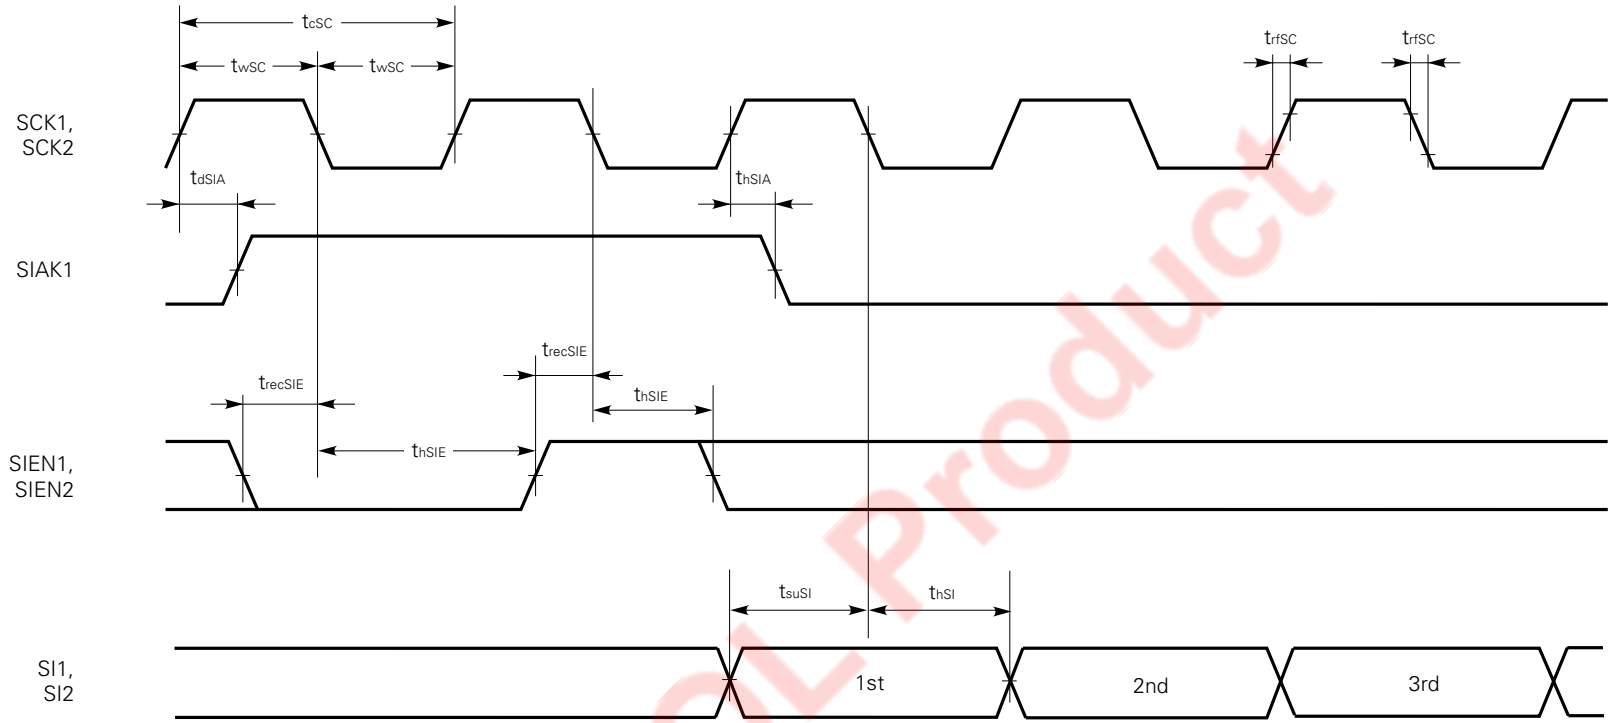 tcSC
twSC
twSC
trfSC
trfSC
SCK1,
SCK2
tdSIA
thSIA
SIAK1
trecSIE
trecSIE
thSIE
thSIE
SIEN1,
SIEN2
tsuSI
thSI
SI1,
SI2
1st
2nd
3rd
OL Product